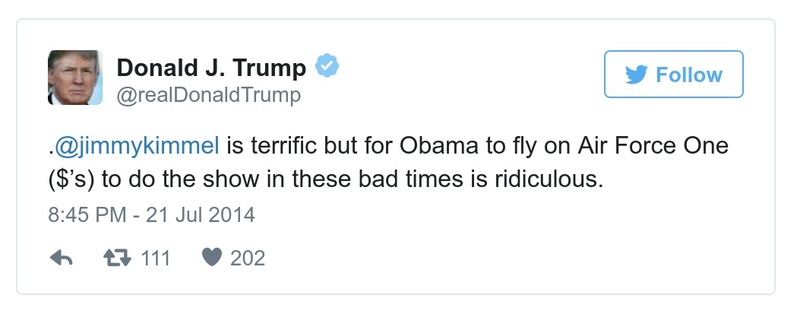 Donald J. Trump
@realDonaldTrump
Follow
.@jimmykimmel is terrific but for Obama to fly on Air Force One
($'s) to do the show in these bad times is ridiculous.
8:45 PM - 21 Jul 2014
111 202